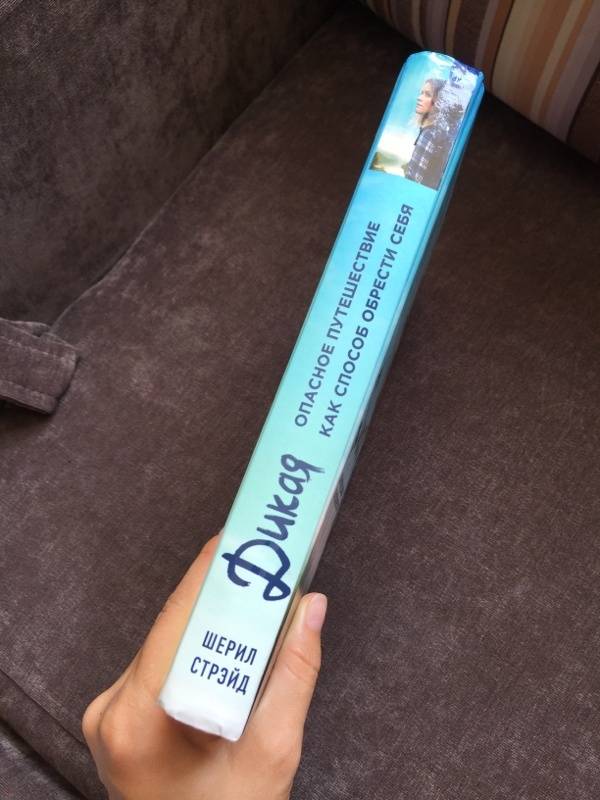 ШЕРИЛ
СТРЭЙД
Дикая
ОПАСНОЕ ПУТЕШЕСТВИЕ
КАК СПОСОБ ОБРЕСТИ СЕБЯ